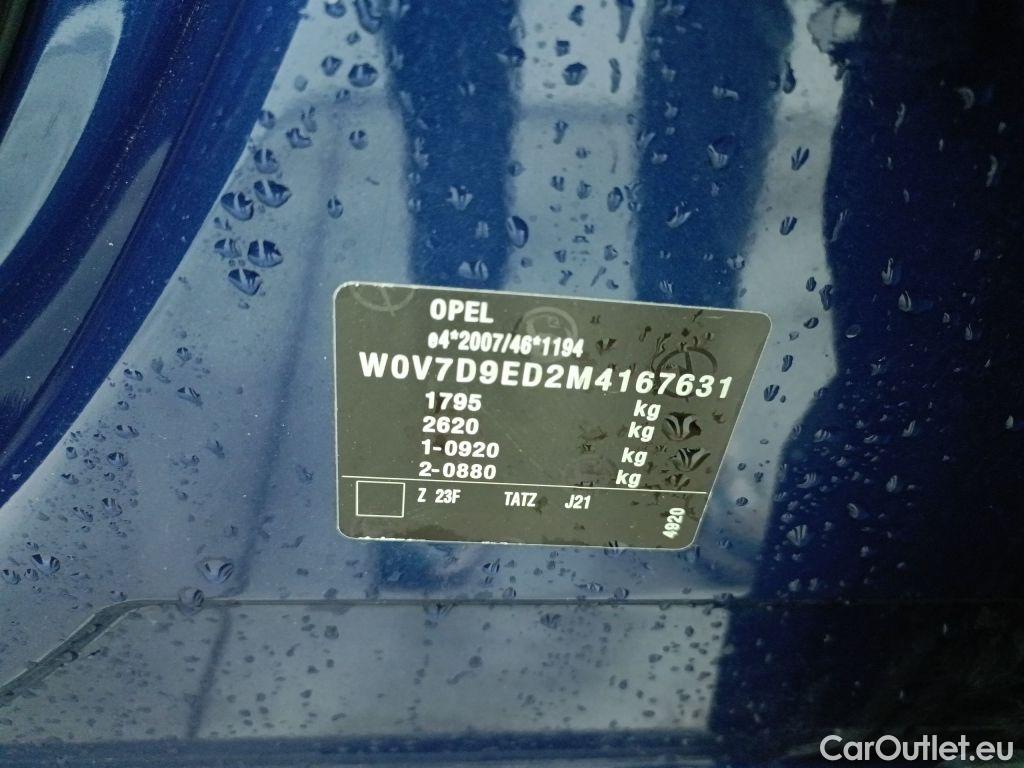 OPEL
e4*2007/46*1194
W0V7D9ED2M4167631
1795 kg
2620 kg
1-0920 kg
2-0880 kg
Z 23F TATZ J21
4920
CarOutlet.eu